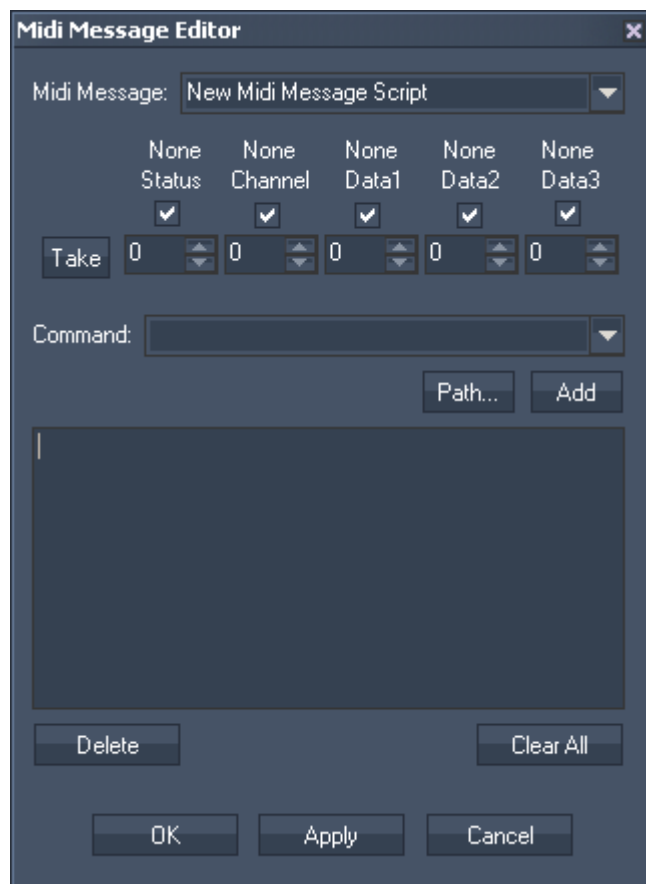 Midi Message Editor
Midi Message: New Midi Message Script
None None None None None
Status Channel Data1 Data2 Data3
Take 0 0 0 0 0
Command:
Path... Add
Delete Clear All
OK Apply Cancel